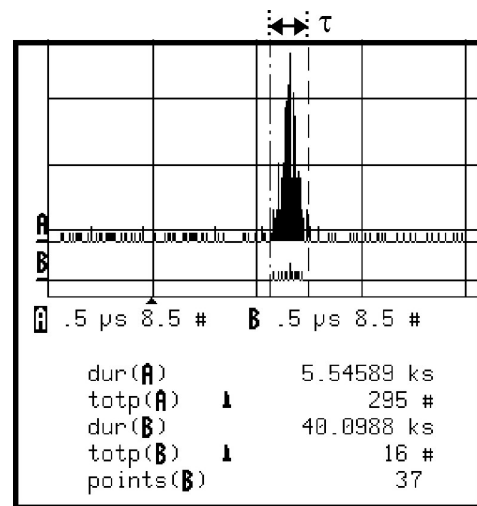 τ
A
B
A .5 µs 8.5 # B .5 µs 8.5 #
dur(A) 5.54589 ks
totp(A) 295 #
dur(B) 40.0988 ks
totp(B) 16 #
points(B) 37